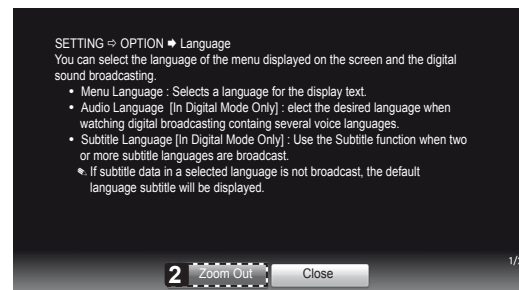 SETTING ⇨ OPTION ➡ Language
You can select the language of the menu displayed on the screen and the digital
sound broadcasting.
• Menu Language : Selects a language for the display text.
• Audio Language [In Digital Mode Only] : elect the desired language when
watching digital broadcasting containg several voice languages.
• Subtitle Language [In Digital Mode Only] : Use the Subtitle function when two
or more subtitle languages are broadcast.
✎ If subtitle data in a selected language is not broadcast, the default
language subtitle will be displayed.
1/
2 Zoom Out Close